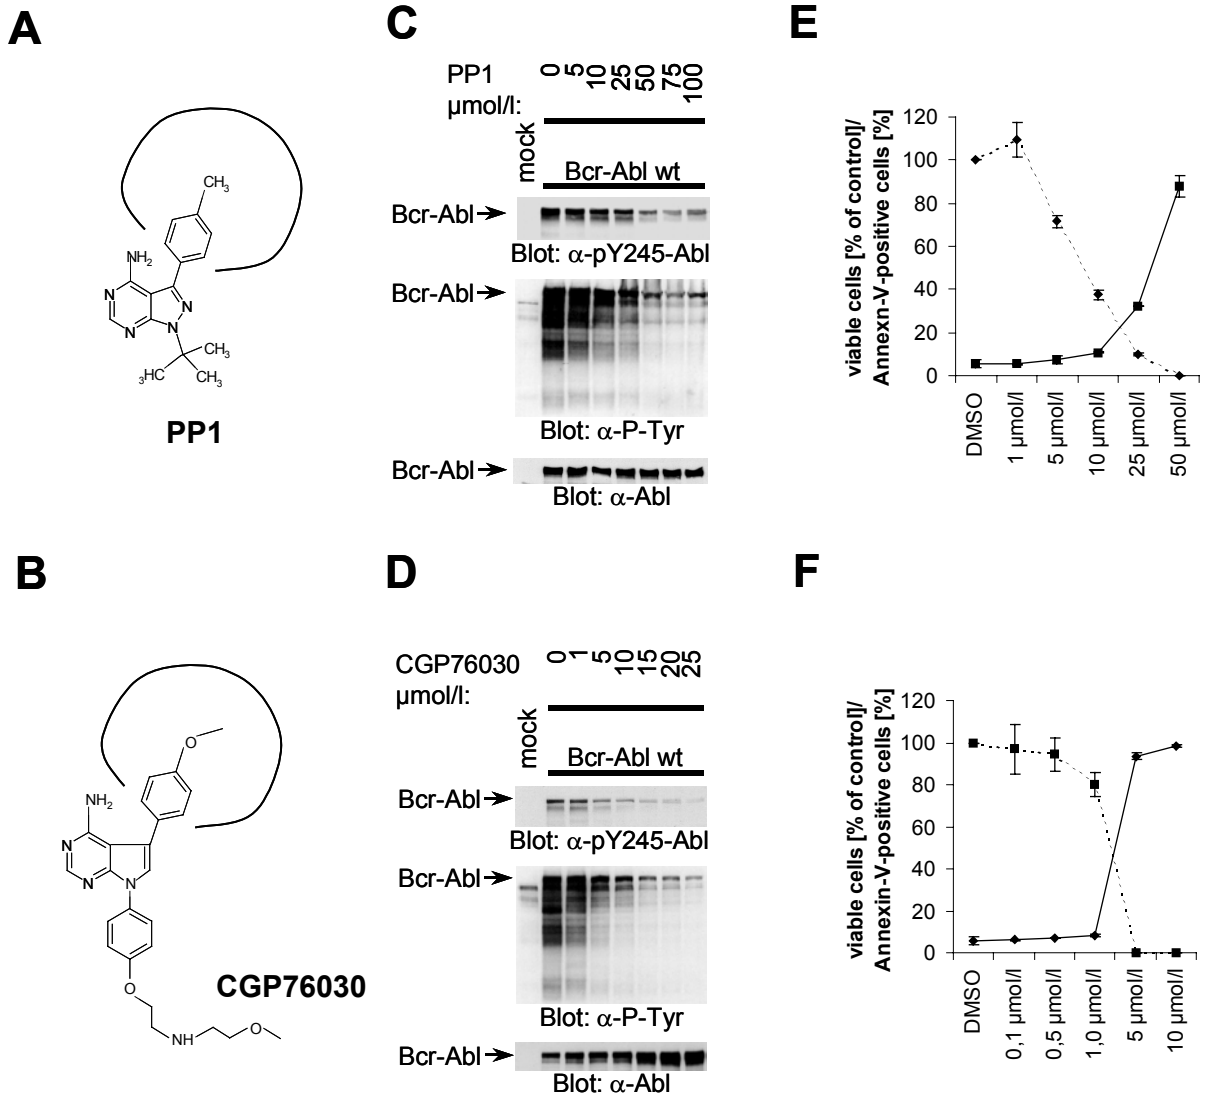 A
CH3
NH2
N
N
N
N
CH3
3HC
CH3
PP1
B
O
NH2
N
N
N
O
NH
O
CGP76030
C
PP1
µmol/l:
0 5 10 25 50 75 100
mock
Bcr-Abl wt
Bcr-Abl
Blot: α-pY245-Abl
Bcr-Abl
Blot: α-P-Tyr
Bcr-Abl
Blot: α-Abl
D
CGP76030
µmol/l:
0 1 5 10 15 20 25
mock
Bcr-Abl wt
Bcr-Abl
Blot: α-pY245-Abl
Bcr-Abl
Blot: α-P-Tyr
Bcr-Abl
Blot: α-Abl
E
viable cells [% of control]/
Annexn-V-positive cells [%]
120
100
80
60
40
20
0
DMSO
1 µmol/l
5 µmol/l
10 µmol/l
25 µmol/l
50 µmol/l
F
viable cells [% of control]/
Annexin-V-positive cells [%]
120
100
80
60
40
20
0
DMSO
0,1 µmol/l
0,5 µmol/l
1,0 µmol/l
5 µmol/l
10 µmol/l